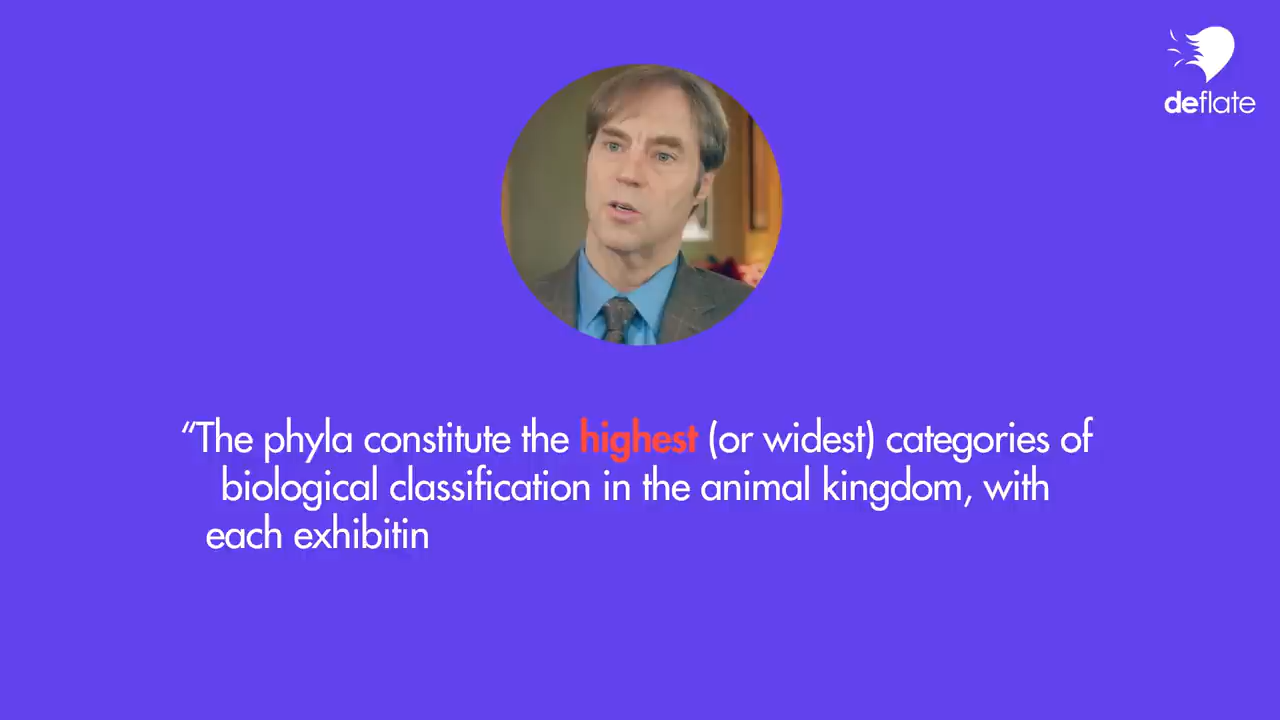 deflate
“The phyla constitute the highest (or widest) categories of
biological classification in the animal kingdom, with
each exhibitin